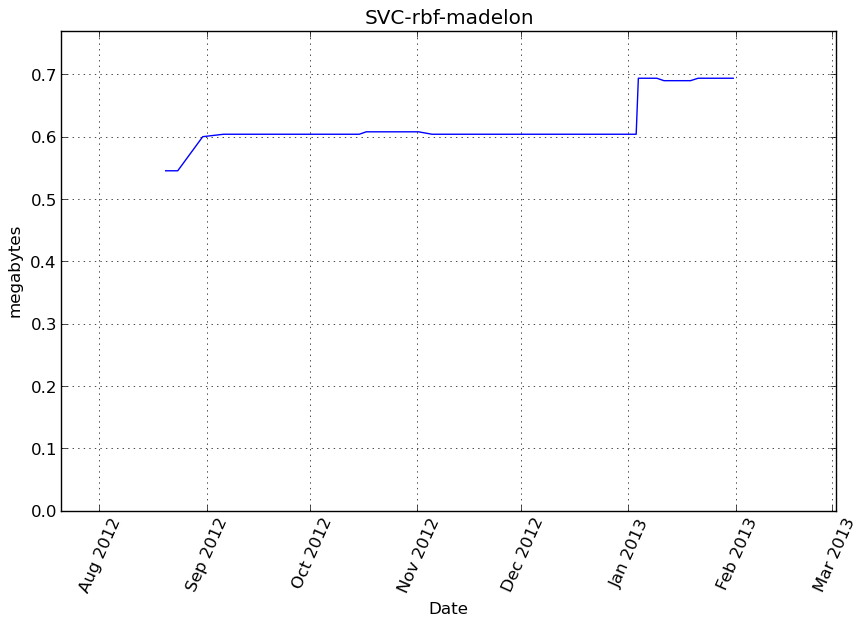 SVC-rbf-madelon
0.7
0.6
0.5
0.4
0.3
0.2
0.1
0.0
megabytes
Aug 2012
Sep 2012
Oct 2012
Nov 2012
Dec 2012
Jan 2013
Feb 2013
Mar 2013
Date